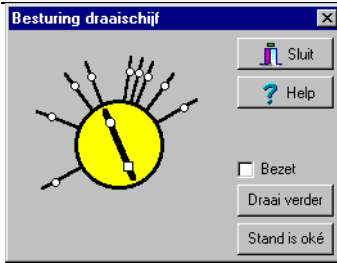 Besturing draaischijf
Sluit
? Help
Bezet
Draai verder
Stand is oké